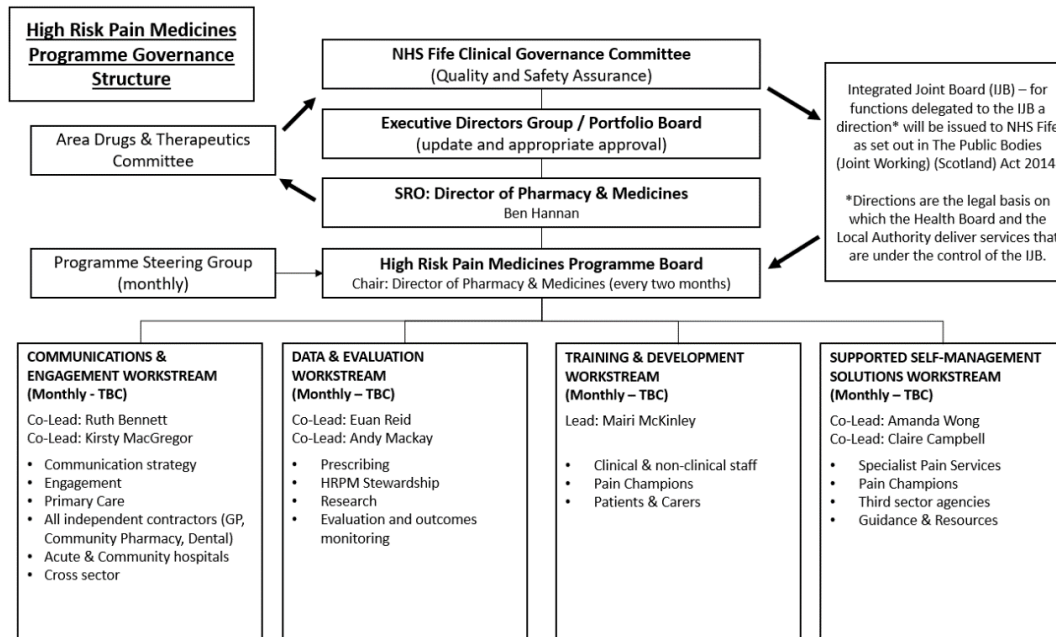 High Risk Pain Medicines
Programme Governance
Structure
NHS Fife Clinical Governance Committee
(Quality and Safety Assurance)
Executive Directors Group / Portfolio Board
(update and appropriate approval)
Area Drugs & Therapeutics
Committee
SRO: Director of Pharmacy & Medicines
Ben Hannan
Programme Steering Group
(monthly)
High Risk Pain Medicines Programme Board
Chair: Director of Pharmacy & Medicines (every two months)
Integrated Joint Board (IJB) – for
functions delegated to the IJB a
direction* will be issued to NHS Fife
as set out in The Public Bodies
(Joint Working) (Scotland) Act 2014
*Directions are the legal basis on
which the Health Board and the
Local Authority deliver services that
are under the control of the IJB.
COMMUNICATIONS &
ENGAGEMENT WORKSTREAM
(Monthly - TBC)
Co-Lead: Ruth Bennett
Co-Lead: Kirsty MacGregor
• Communication strategy
• Engagement
• Primary Care
• All independent contractors (GP,
Community Pharmacy, Dental)
• Acute & Community hospitals
• Cross sector
DATA & EVALUATION
WORKSTREAM
(Monthly – TBC)
Co-Lead: Euan Reid
Co-Lead: Andy Mackay
• Prescribing
• HRPM Stewardship
• Research
• Evaluation and outcomes
monitoring
TRAINING & DEVELOPMENT
WORKSTREAM
(Monthly – TBC)
Lead: Mairi McKinley
• Clinical & non-clinical staff
• Pain Champions
• Patients & Carers
SUPPORTED SELF-MANAGEMENT
SOLUTIONS WORKSTREAM
(Monthly – TBC)
Co-Lead: Amanda Wong
Co-Lead: Claire Campbell
• Specialist Pain Services
• Pain Champions
• Third sector agencies
• Guidance & Resources